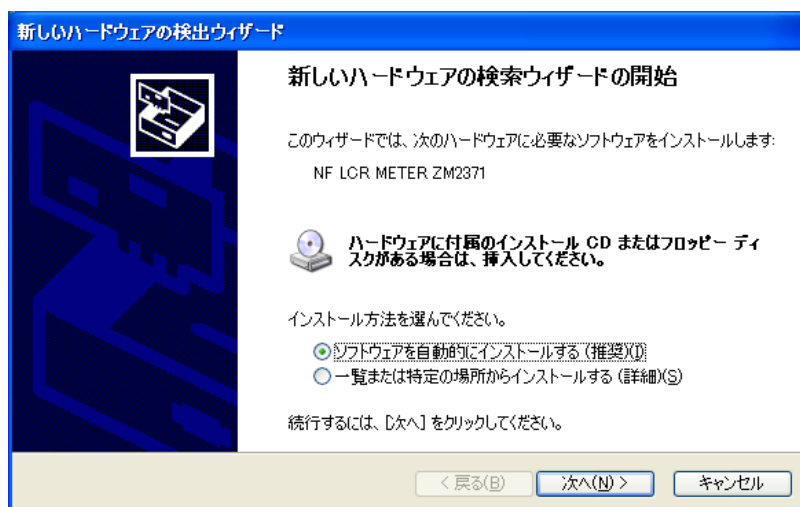 新しいハードウェアの検出ウィザード
新しいハードウェアの検索ウィザードの開始
このウィザードでは、次のハードウェアに必要なソフトウェアをインストールします:
NF LCR METER ZM2371
ハードウェアに付属のインストール CD またはフロッピー ディ
スクがある場合は、挿入してください。
インストール方法を選んでください。
ソフトウェアを自動的にインストールする (推奨)(I)
一覧または特定の場所からインストールする (詳細)(S)
続行するには、[次へ] をクリックしてください。
< 戻る(B) 次へ(N) > キャンセル